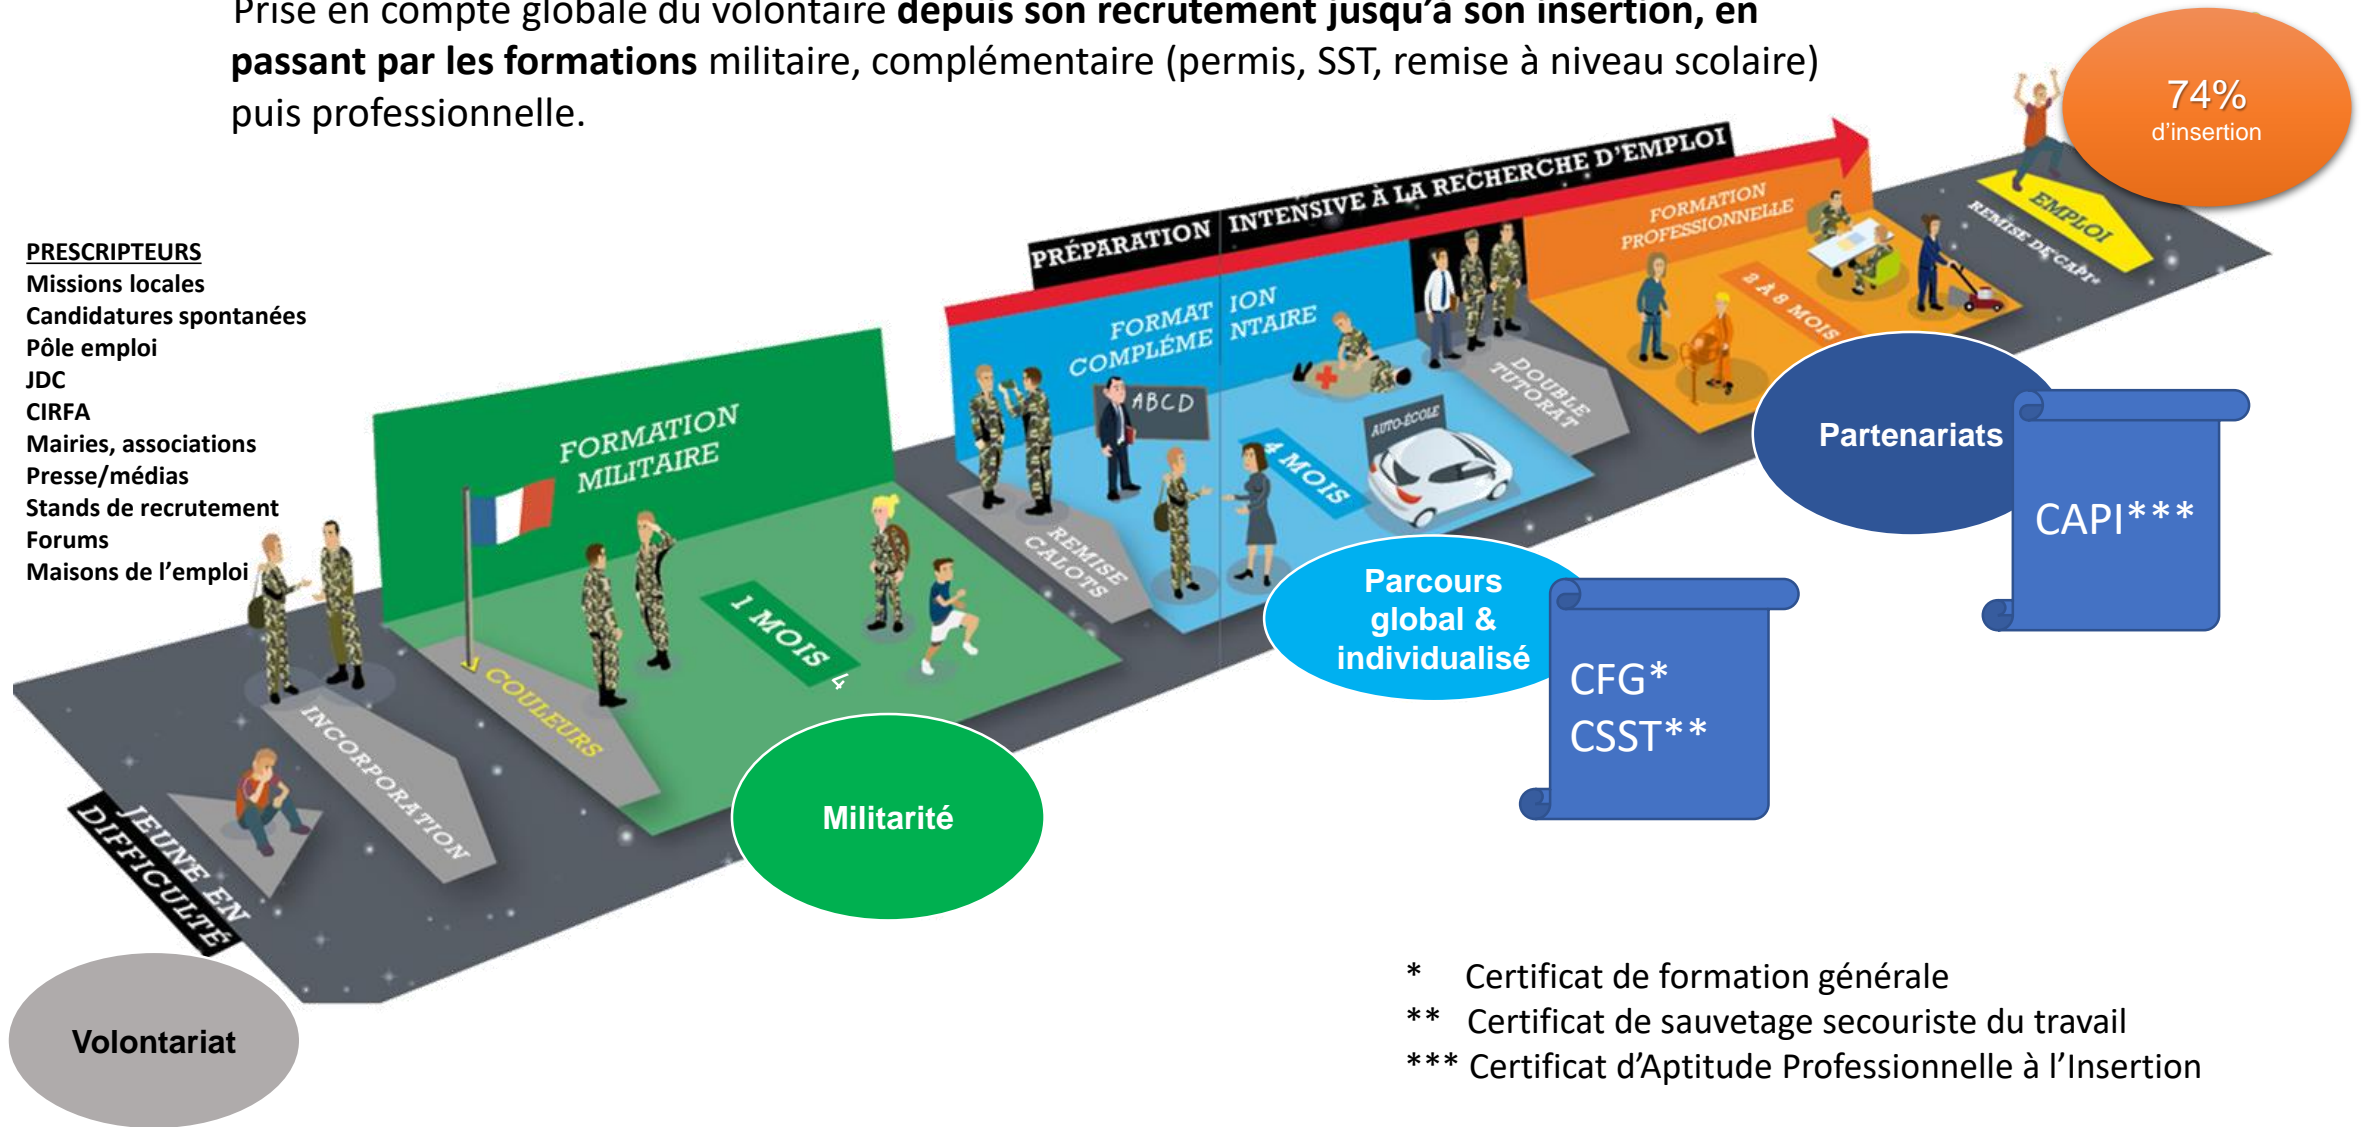 Prise en compte globale du volontaire depuis son recrutement jusqu'à son insertion, en
passant par les formations militaire, complémentaire (permis, SST, remise à niveau scolaire)
puis professionnelle.
74%
d'insertion
PRESCRIPTEURS
Missions locales
Candidatures spontanées
Pôle emploi
JDC
CIRFA
Mairies, associations
Presse/médias
Stands de recrutement
Forums
Maisons de l'emploi
JEUNE EN
DIFFICULTÉ
INCORPORATION
COULEURS
FORMATION
MILITAIRE
1 MOIS
4
REMISE
CALOTS
PRÉPARATION INTENSIVE À LA RECHERCHE D'EMPLOI
FORMAT ION
COMPLÉME NTAIRE
ABCD
4 MOIS
AUTO-ÉCOLE
DOUBLE
TUTORAT
FORMATION
PROFESSIONNELLE
2 À 8 MOIS
EMPLOI
REMISE DE CAPI*
Volontariat
Militarité
Parcours
global &
individualisé
CFG*
CSST**
Partenariats
CAPI***
* Certificat de formation générale
** Certificat de sauvetage secouriste du travail
*** Certificat d'Aptitude Professionnelle à l'Insertion